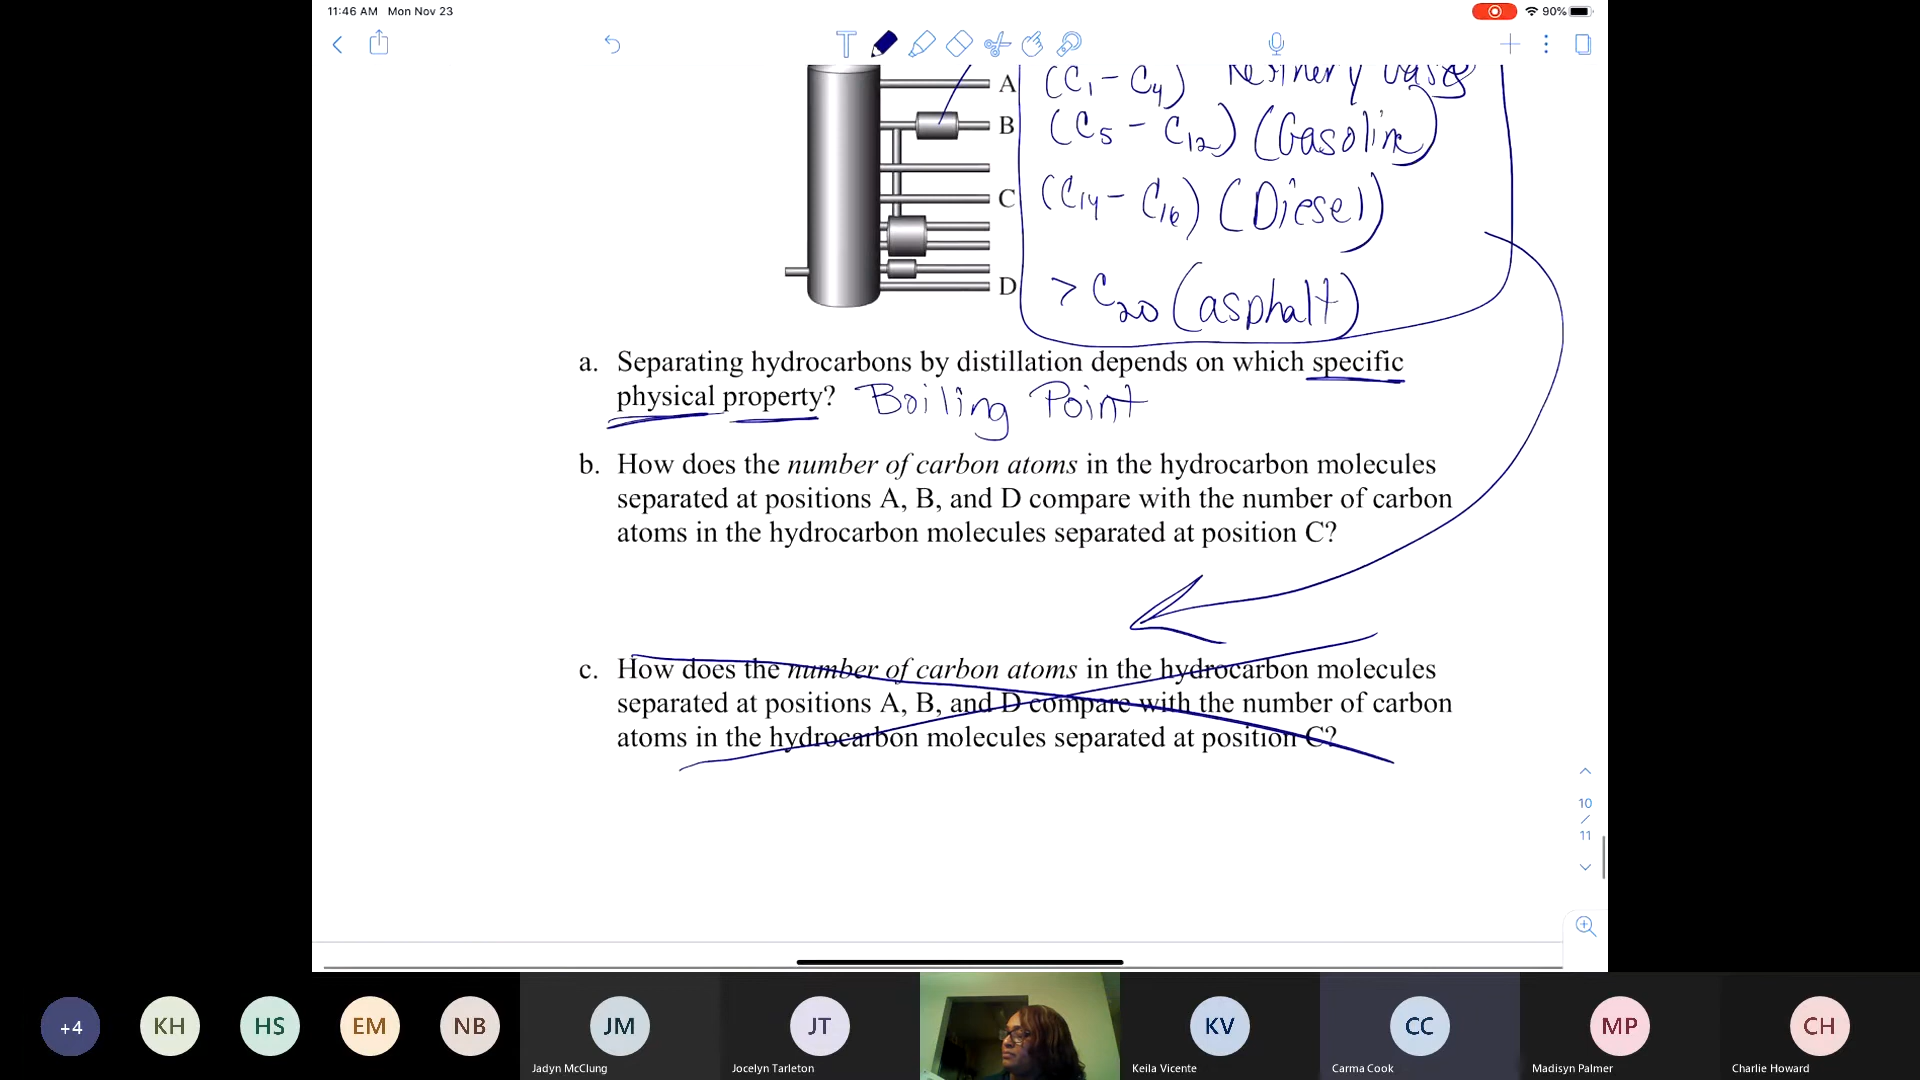 11:46 AM Mon Nov 23
90%
T
A (C1 - C4) Refinery Gases
B (C5 - C12) (Gasoline)
C (C14 - C16) (Diesel)
D > C20 (asphalt)
a. Separating hydrocarbons by distillation depends on which specific
physical property? Boiling Point
b. How does the number of carbon atoms in the hydrocarbon molecules
separated at positions A, B, and D compare with the number of carbon
atoms in the hydrocarbon molecules separated at position C?
c. How does the number of carbon atoms in the hydrocarbon molecules
separated at positions A, B, and D compare with the number of carbon
atoms in the hydrocarbon molecules separated at position C?
10
/
11
+4 KH HS EM NB JM JT KV CC MP CH
Jadyn McClung Jocelyn Tarleton Keila Vicente Carma Cook Madisyn Palmer Charlie Howard